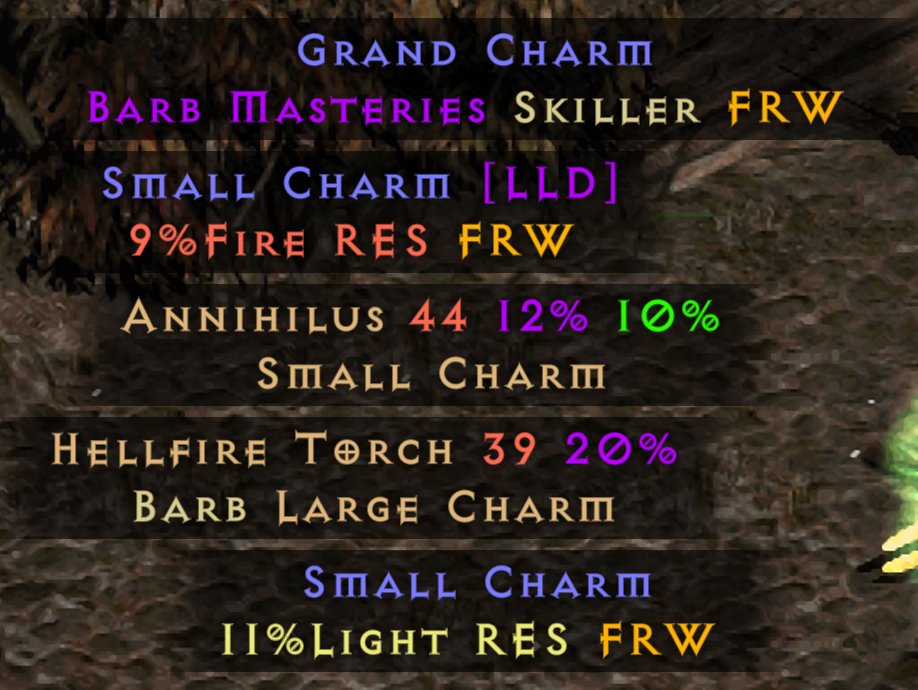 Grand Charm
Barb Masteries Skiller FRW
Small Charm [LLD]
9%Fire RES FRW
Annihilus 44 12% 10%
Small Charm
Hellfire Torch 39 20%
Barb Large Charm
Small Charm
11%Light RES FRW